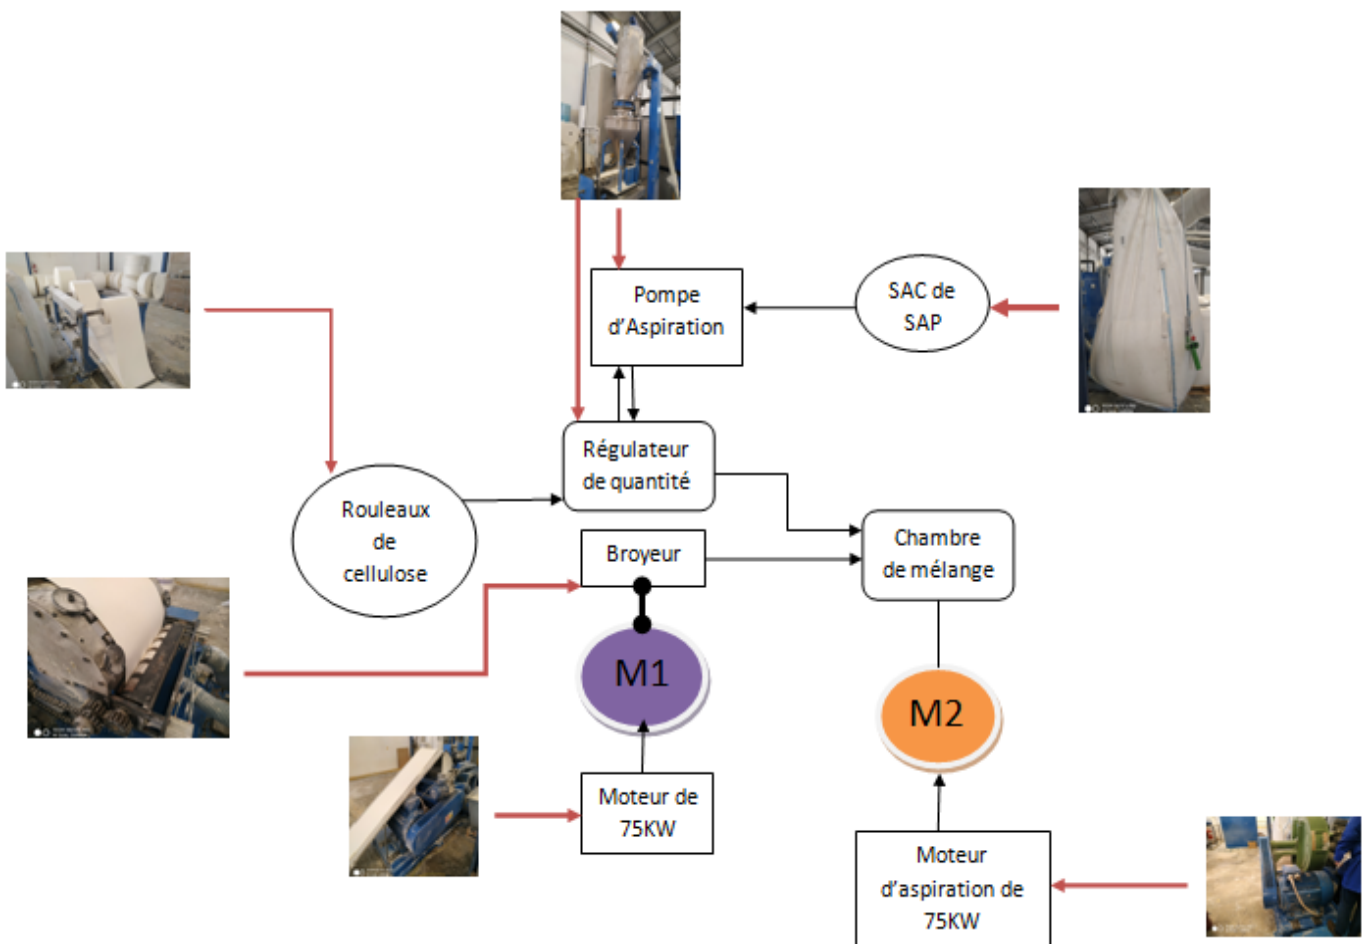 Pompe
d'Aspiration
SAC de
SAP
Régulateur
de quantité
Rouleaux
de
cellulose
Broyeur
Chambre
de mélange
M1
M2
Moteur de
75KW
Moteur
d'aspiration de
75KW